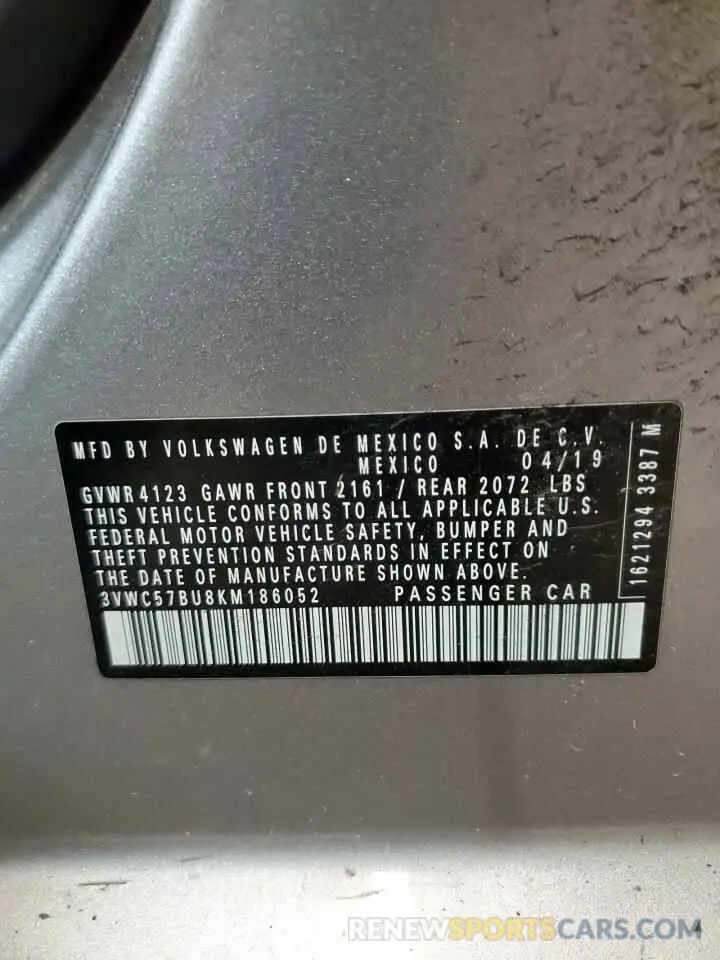 MFD BY VOLKSWAGEN DE MEXICO S.A. DE C.V.
MEXICO 04/19
GVWR 4123 GAWR FRONT 2161 / REAR 2072 LBS
THIS VEHICLE CONFORMS TO ALL APPLICABLE U.S.
FEDERAL MOTOR VEHICLE SAFETY, BUMPER AND
THEFT PREVENTION STANDARDS IN EFFECT ON
THE DATE OF MANUFACTURE SHOWN ABOVE.
3VWC57BU8KM186052 PASSENGER CAR
1621294 3387 M
RENEWSPORTSCARS.COM